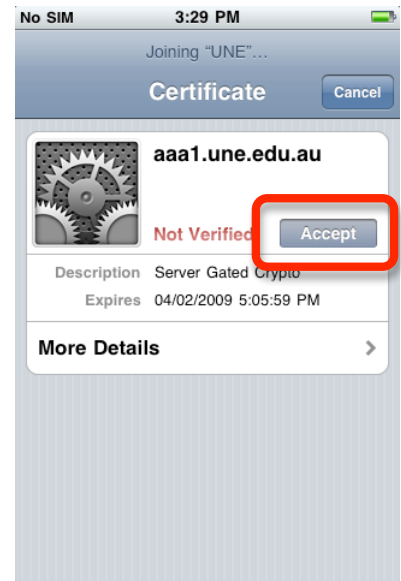 No SIM 3:29 PM
Joining “UNE”...
Certificate Cancel
aaa1.une.edu.au
Not Verified Accept
Description Server Gated Crypto
Expires 04/02/2009 5:05:59 PM
More Details